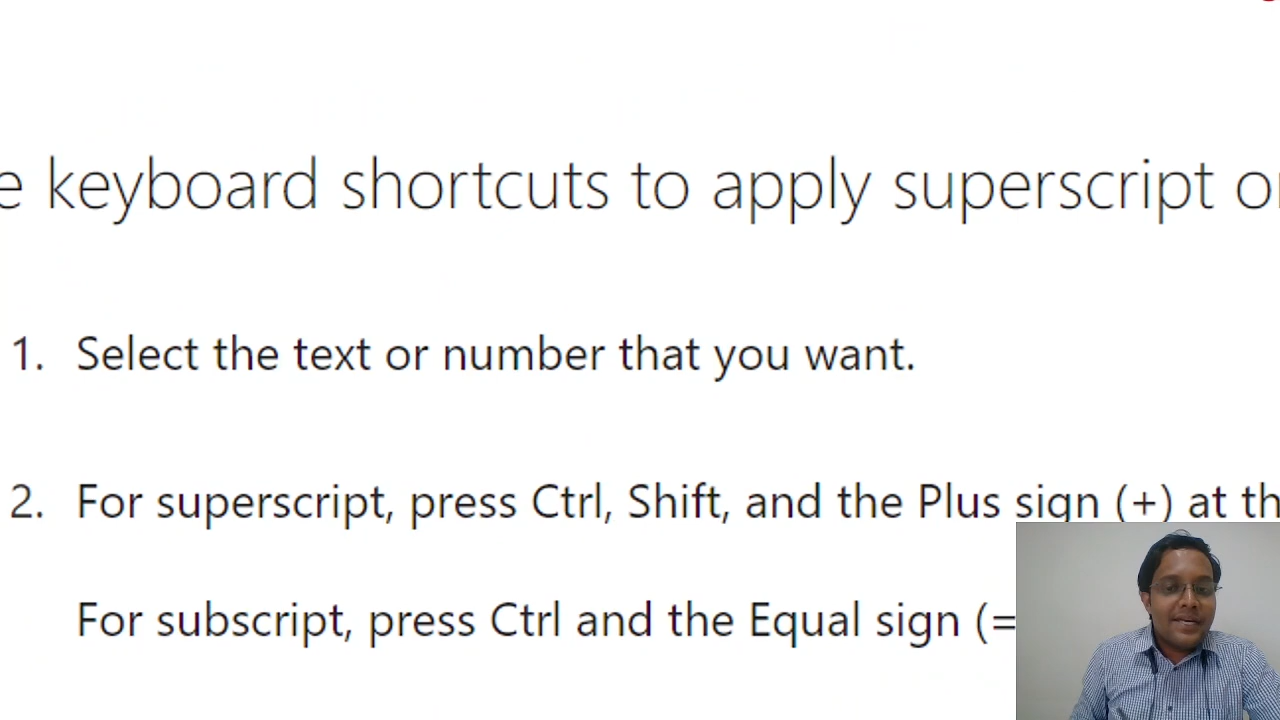 e keyboard shortcuts to apply superscript or
1. Select the text or number that you want.
2. For superscript, press Ctrl, Shift, and the Plus sign (+) at th
For subscript, press Ctrl and the Equal sign (=